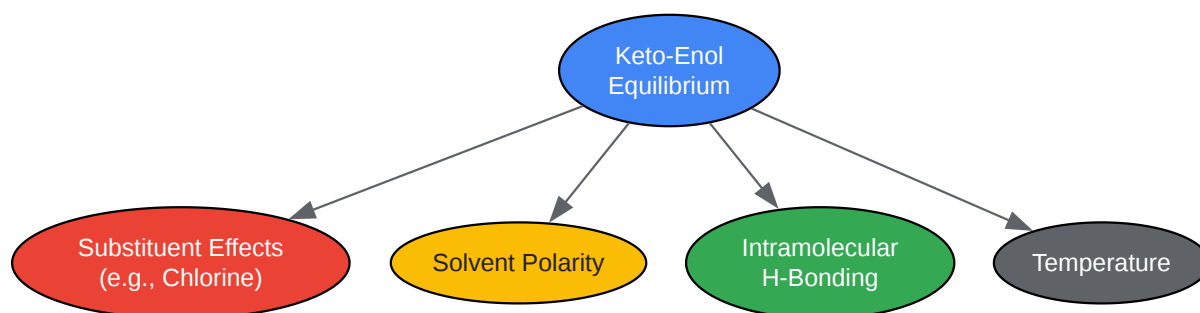 Keto-Enol
Equilibrium
Substituent Effects
(e.g., Chlorine)
Solvent Polarity
Intramolecular
H-Bonding
Temperature